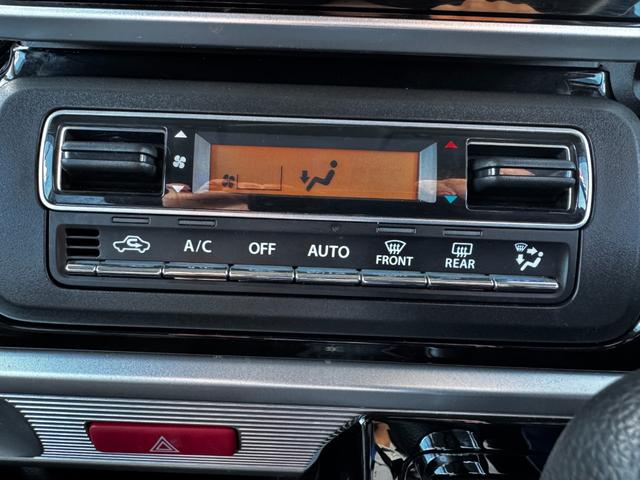 A/C OFF AUTO FRONT REAR